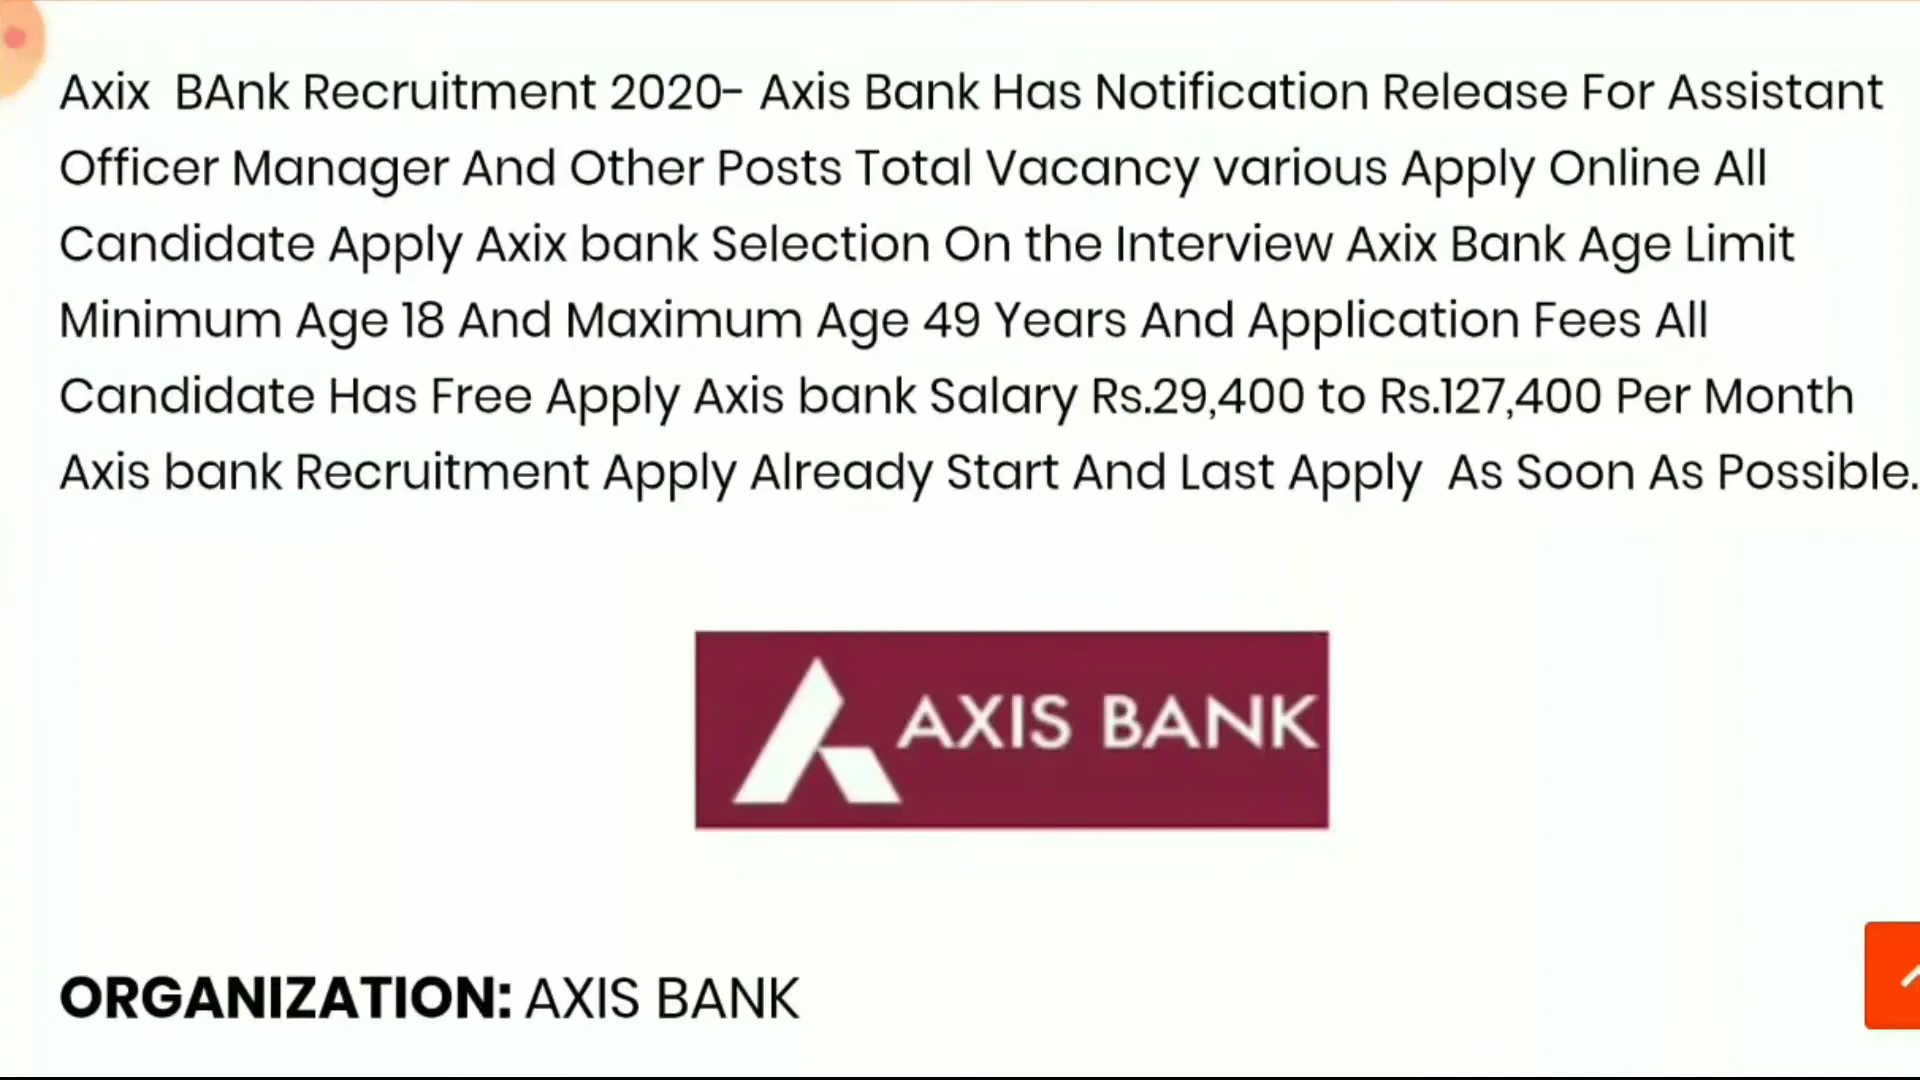 Axix BAnk Recruitment 2020- Axis Bank Has Notification Release For Assistant
Officer Manager And Other Posts Total Vacancy various Apply Online All
Candidate Apply Axix bank Selection On the Interview Axix Bank Age Limit
Minimum Age 18 And Maximum Age 49 Years And Application Fees All
Candidate Has Free Apply Axis bank Salary Rs.29,400 to Rs.127,400 Per Month
Axis bank Recruitment Apply Already Start And Last Apply As Soon As Possible.
AXIS BANK
ORGANIZATION: AXIS BANK